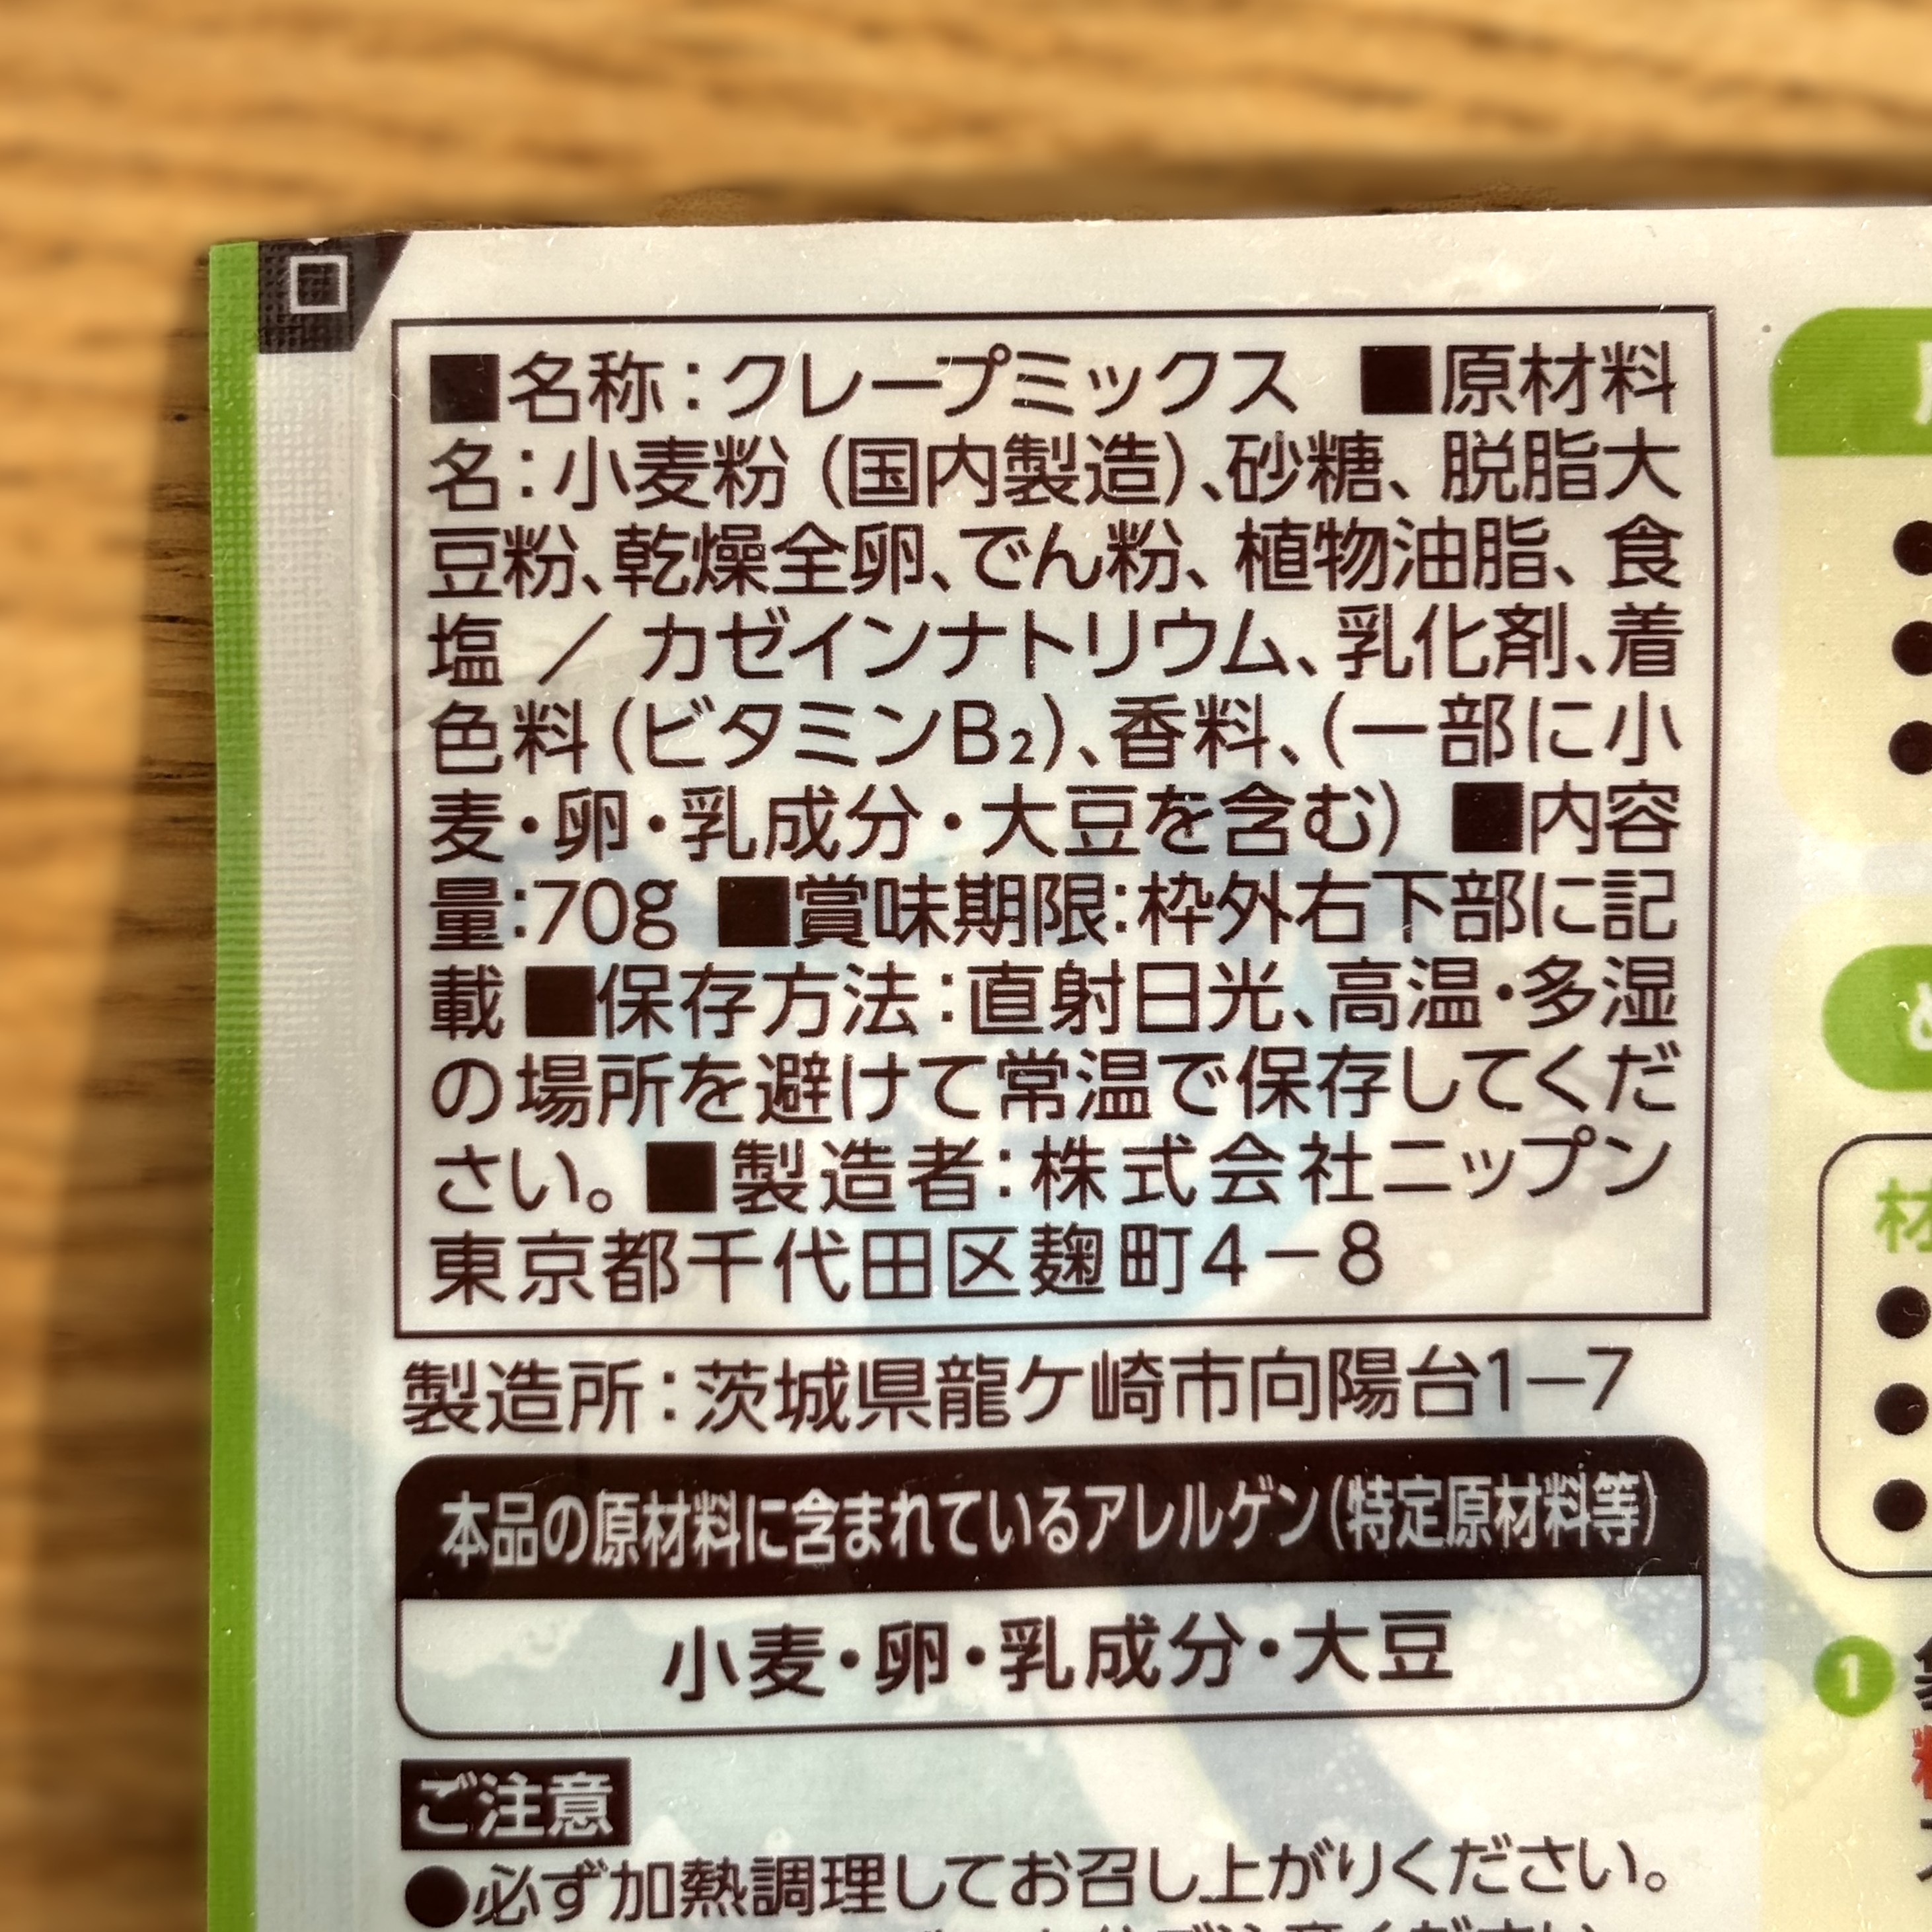 ■名称：クレープミックス ■原材料
名：小麦粉（国内製造）、砂糖、脱脂大
豆粉、乾燥全卵、でん粉、植物油脂、食
塩 ／ カゼインナトリウム、乳化剤、着
色料（ビタミンB₂）、香料、（一部に小
麦・卵・乳成分・大豆を含む） ■内容
量：70g ■賞味期限：枠外右下部に記
載 ■保存方法：直射日光、高温・多湿
の場所を避けて常温で保存してくだ
さい。■製造者：株式会社ニップン
東京都千代田区麹町4－8
製造所：茨城県龍ケ崎市向陽台1―7
本品の原材料に含まれているアレルゲン（特定原材料等）
小麦・卵・乳成分・大豆
ご注意
●必ず加熱調理してお召し上がりください。
材
1